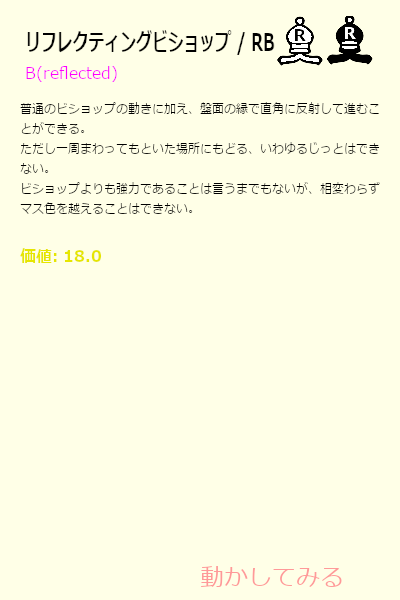 リフレクティングビショップ / RB
R
R
B(reflected)
普通のビショップの動きに加え、盤面の縁で直角に反射して進むこ
とができる。
ただし一周まわってもといた場所にもどる、いわゆるじっとはでき
ない。
ビショップよりも強力であることは言うまでもないが、相変わらず
マス色を越えることはできない。
価値: 18.0
動かしてみる